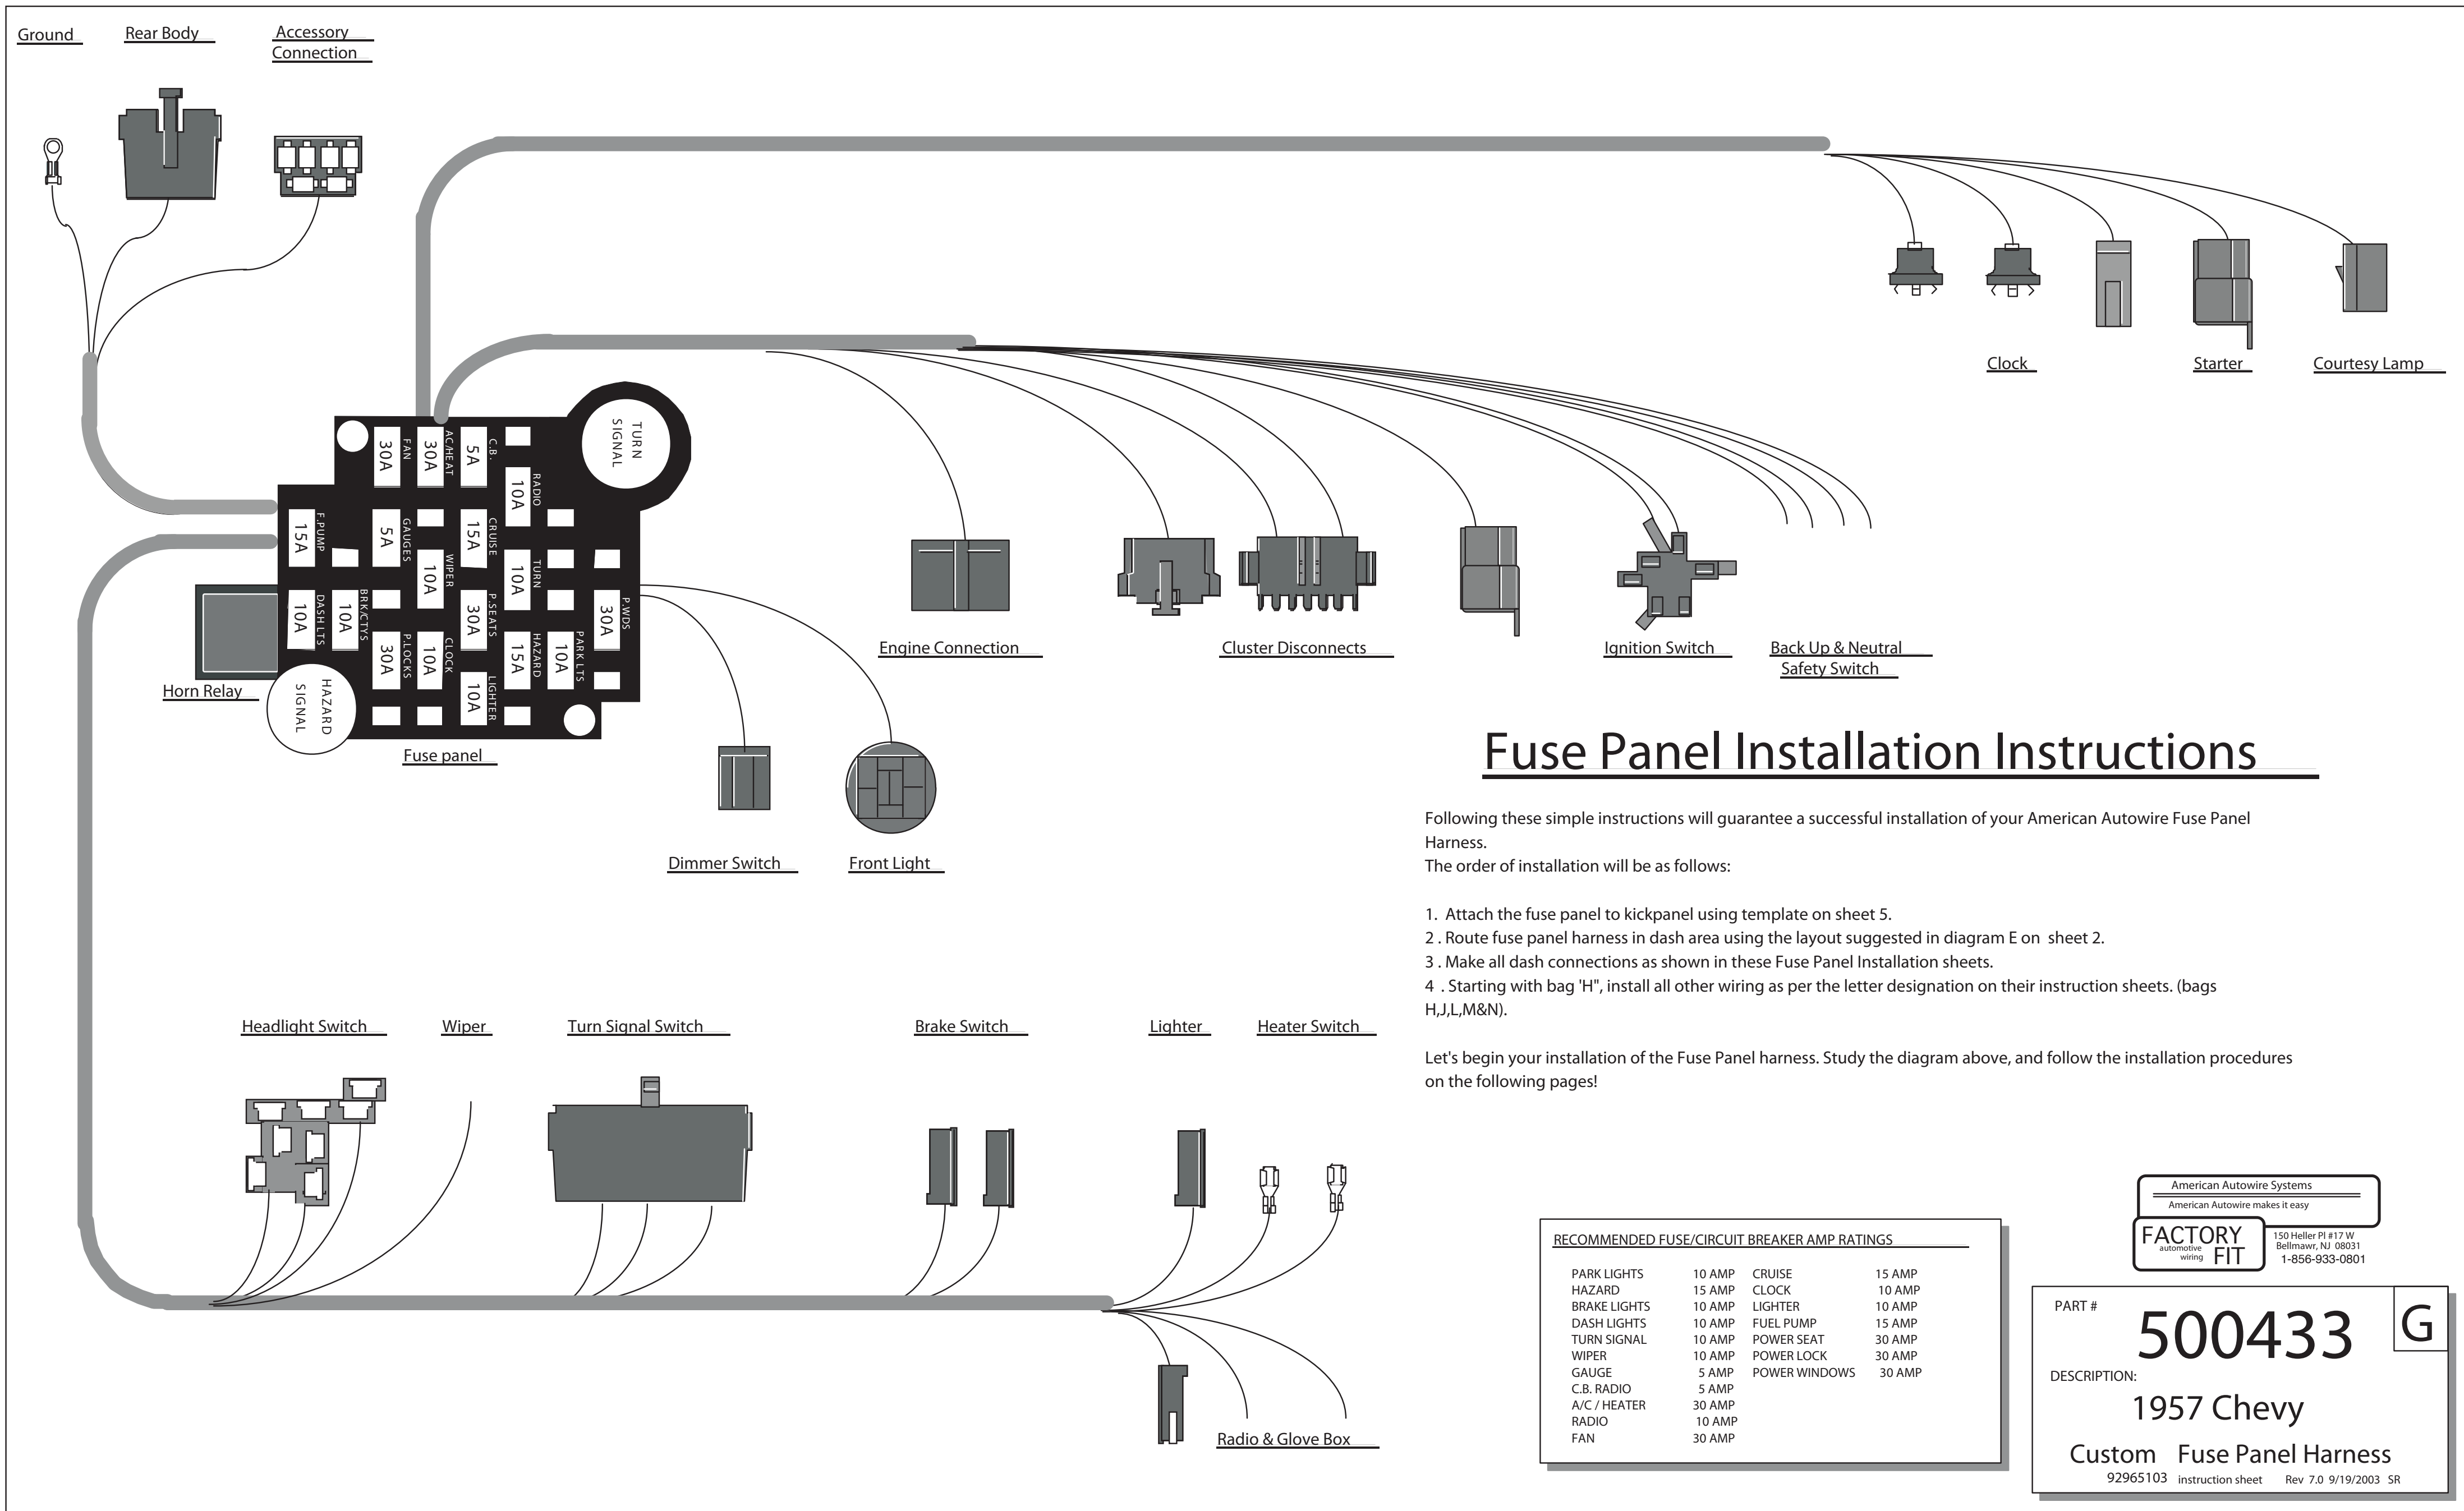 Ground
Rear Body
Accessory
Connection
Clock
Starter
Courtesy Lamp
TURN
SIGNAL
30A FAN
30A AC/HEAT
5A C.B.
10A RADIO
15A F.PUMP
5A GAUGES
15A CRUISE
10A WIPER
10A TURN
10A DASH LTS
10A BRK/CTYS
30A P.SEATS
30A P.WDS
30A P.LOCKS
10A CLOCK
15A HAZARD
10A PARK LTS
10A LIGHTER
HAZARD
SIGNAL
Horn Relay
Fuse panel
Engine Connection
Cluster Disconnects
Ignition Switch
Back Up & Neutral
Safety Switch
Dimmer Switch
Front Light
Fuse Panel Installation Instructions
Following these simple instructions will guarantee a successful installation of your American Autowire Fuse Panel
Harness.
The order of installation will be as follows:
1. Attach the fuse panel to kickpanel using template on sheet 5.
2 . Route fuse panel harness in dash area using the layout suggested in diagram E on sheet 2.
3 . Make all dash connections as shown in these Fuse Panel Installation sheets.
4 . Starting with bag 'H", install all other wiring as per the letter designation on their instruction sheets. (bags
H,J,L,M&N).
Let's begin your installation of the Fuse Panel harness. Study the diagram above, and follow the installation procedures
on the following pages!
Headlight Switch
Wiper
Turn Signal Switch
Brake Switch
Lighter
Heater Switch
Radio & Glove Box
RECOMMENDED FUSE/CIRCUIT BREAKER AMP RATINGS
PARK LIGHTS 10 AMP CRUISE 15 AMP
HAZARD 15 AMP CLOCK 10 AMP
BRAKE LIGHTS 10 AMP LIGHTER 10 AMP
DASH LIGHTS 10 AMP FUEL PUMP 15 AMP
TURN SIGNAL 10 AMP POWER SEAT 30 AMP
WIPER 10 AMP POWER LOCK 30 AMP
GAUGE 5 AMP POWER WINDOWS 30 AMP
C.B. RADIO 5 AMP
A/C / HEATER 30 AMP
RADIO 10 AMP
FAN 30 AMP
American Autowire Systems
American Autowire makes it easy
FACTORY
automotive
wiring
FIT
150 Heller Pl #17 W
Bellmawr, NJ 08031
1-856-933-0801
PART #
500433
G
DESCRIPTION:
1957 Chevy
Custom Fuse Panel Harness
92965103 instruction sheet Rev 7.0 9/19/2003 SR